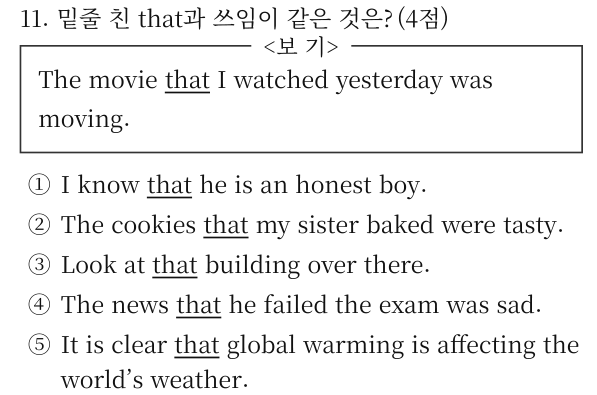 11. 밑줄 친 that과 쓰임이 같은 것은?(4점)
<보 기>
The movie that I watched yesterday was
moving.
① I know that he is an honest boy.
② The cookies that my sister baked were tasty.
③ Look at that building over there.
④ The news that he failed the exam was sad.
⑤ It is clear that global warming is affecting the
world’s weather.